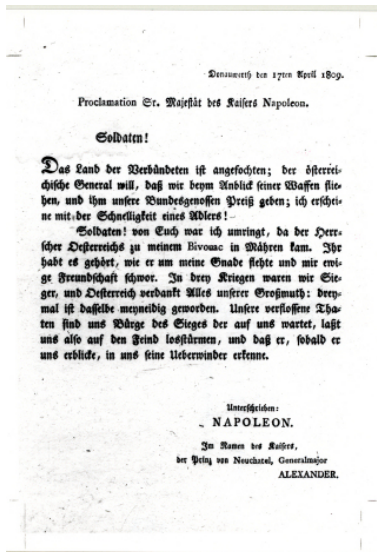 Donauwerth den 17ten April 1809.
Proclamation Sr. Majestät des Kaisers Napoleon.
Soldaten!
Das Land der Verbündeten ist angefochten; der österrei-
chische General will, daß wir beym Anblick seiner Waffen flie-
hen, und ihm unsere Bundesgenossen Preiß geben; ich erschei-
ne mit der Schnelligkeit eines Adlers!
Soldaten! von Euch war ich umringt, da der Herr-
scher Oesterreichs zu meinem Bivouac in Mähren kam. Ihr
habt es gehört, wie er um meine Gnade flehte und mir ewi-
ge Freundschaft schwor. In drey Kriegen waren wir Sie-
ger, und Oesterreich verdankt Alles unserer Großmuth: drey-
mal ist dasselbe meyneidig geworden. Unsere verflossene Tha-
ten sind uns Bürge des Sieges der auf uns wartet, laßt
uns also auf den Feind losstürmen, und daß er, sobald er
uns erblicke, in uns seine Ueberwinder erkenne.
Unterschrieben:
NAPOLEON.
Im Namen des Kaisers,
der Prinz von Neuchatel, Generalmajor
ALEXANDER.